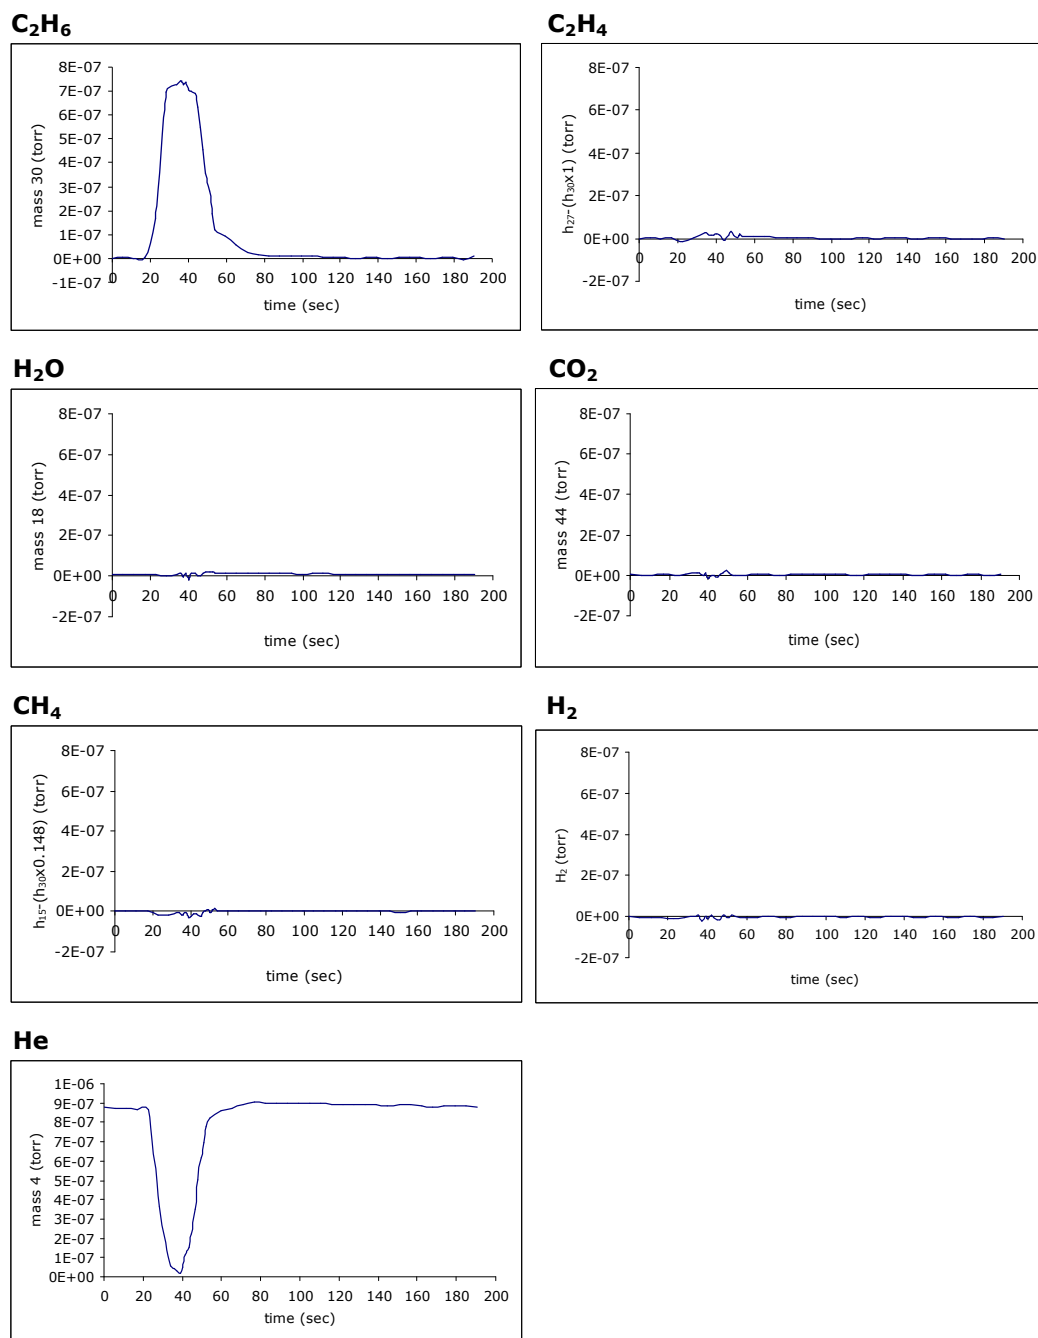 C₂H₆
C₂H₄
8E-07
7E-07
6E-07
5E-07
4E-07
3E-07
2E-07
1E-07
0E+00
-1E-07
mass 30 (torr)
0 20 40 60 80 100 120 140 160 180 200
time (sec)
8E-07
6E-07
4E-07
2E-07
0E+00
-2E-07
h₂₇-(h₃₀x1) (torr)
0 20 40 60 80 100 120 140 160 180 200
time (sec)
H₂O
CO₂
8E-07
6E-07
4E-07
2E-07
0E+00
-2E-07
mass 18 (torr)
0 20 40 60 80 100 120 140 160 180 200
time (sec)
8E-07
6E-07
4E-07
2E-07
0E+00
-2E-07
mass 44 (torr)
0 20 40 60 80 100 120 140 160 180 200
time (sec)
CH₄
H₂
8E-07
6E-07
4E-07
2E-07
0E+00
-2E-07
h₁₅-(h₃₀x0.148) (torr)
0 20 40 60 80 100 120 140 160 180 200
time (sec)
8E-07
6E-07
4E-07
2E-07
0E+00
-2E-07
H₂ (torr)
0 20 40 60 80 100 120 140 160 180 200
time (sec)
He
1E-06
9E-07
8E-07
7E-07
6E-07
5E-07
4E-07
3E-07
2E-07
1E-07
0E+00
mass 4 (torr)
0 20 40 60 80 100 120 140 160 180 200
time (sec)